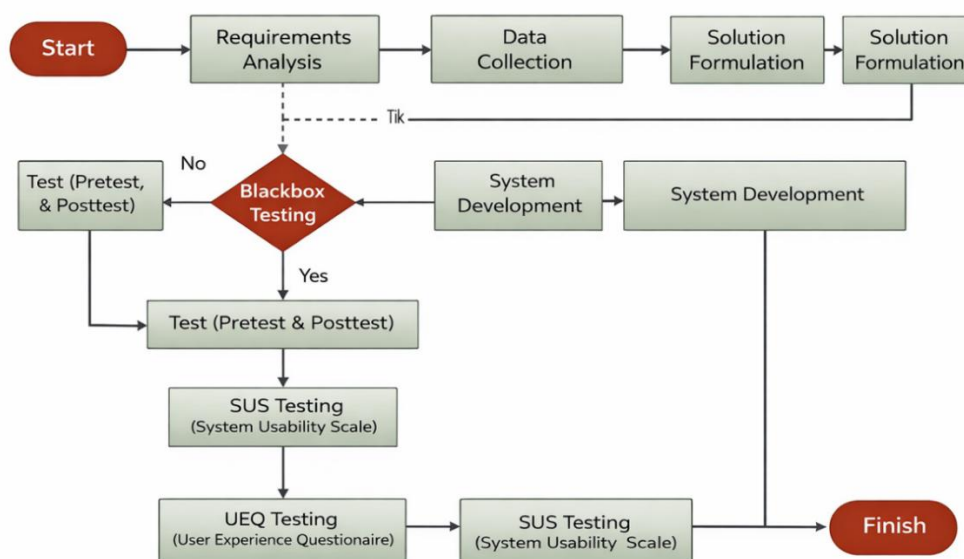 Start
Requirements
Analysis
Data
Collection
Solution
Formulation
Solution
Formulation
Tik
No
Test (Pretest,
& Posttest)
Blackbox
Testing
System
Development
System Development
Yes
Test (Pretest & Posttest)
SUS Testing
(System Usability Scale)
UEQ Testing
(User Experience Questionaire)
SUS Testing
(System Usability Scale)
Finish